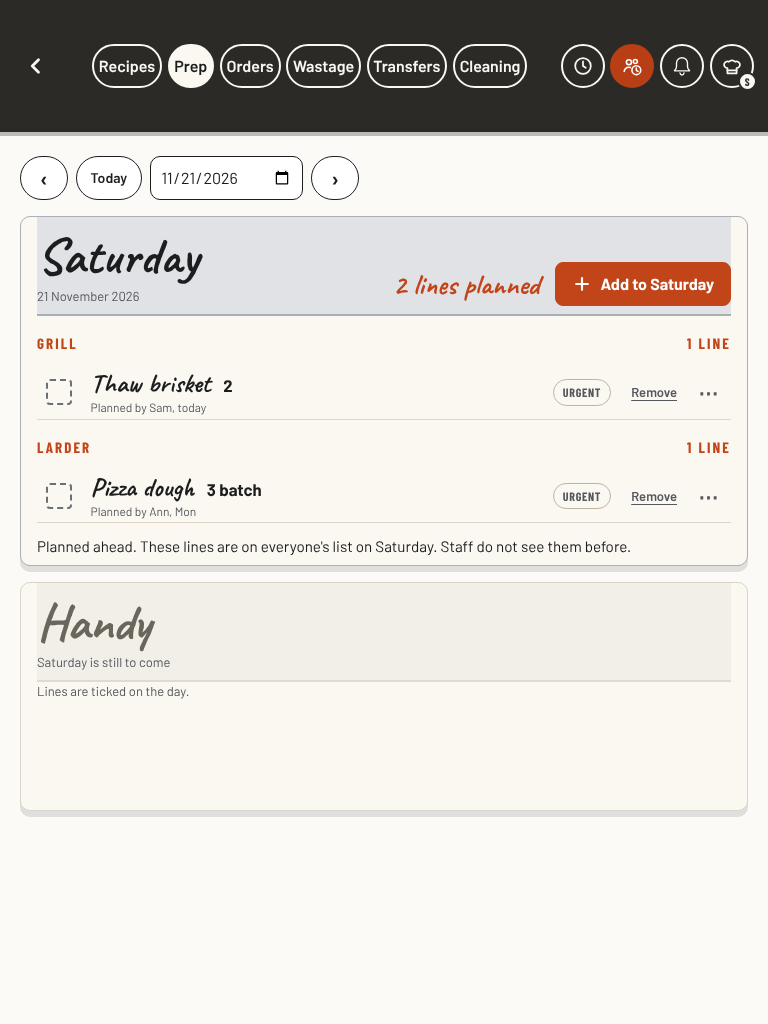 Recipes Prep Orders Wastage Transfers Cleaning
S
‹ Today 11/21/2026 ›
Saturday
21 November 2026
2 lines planned
+ Add to Saturday
GRILL 1 LINE
Thaw brisket 2 URGENT Remove ...
Planned by Sam, today
LARDER 1 LINE
Pizza dough 3 batch URGENT Remove ...
Planned by Ann, Mon
Planned ahead. These lines are on everyone's list on Saturday. Staff do not see them before.
Handy
Saturday is still to come
Lines are ticked on the day.